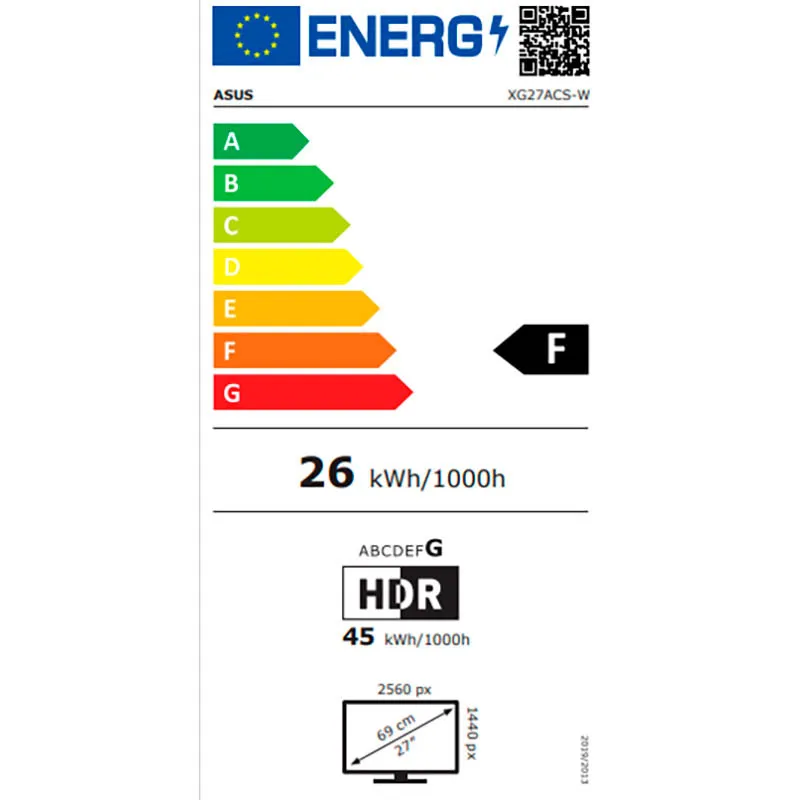 ENERG
ASUS XG27ACS-W
A
B
C
D
E
F
F
G
26 kWh/1000h
ABCDEFG
HDR
45 kWh/1000h
2560 px
1440 px
69 cm
27"
2019/2013